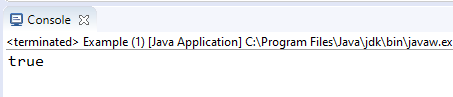 Console
<terminated> Example (1) [Java Application] C:\Program Files\Java\jdk\bin\javaw.ex
true